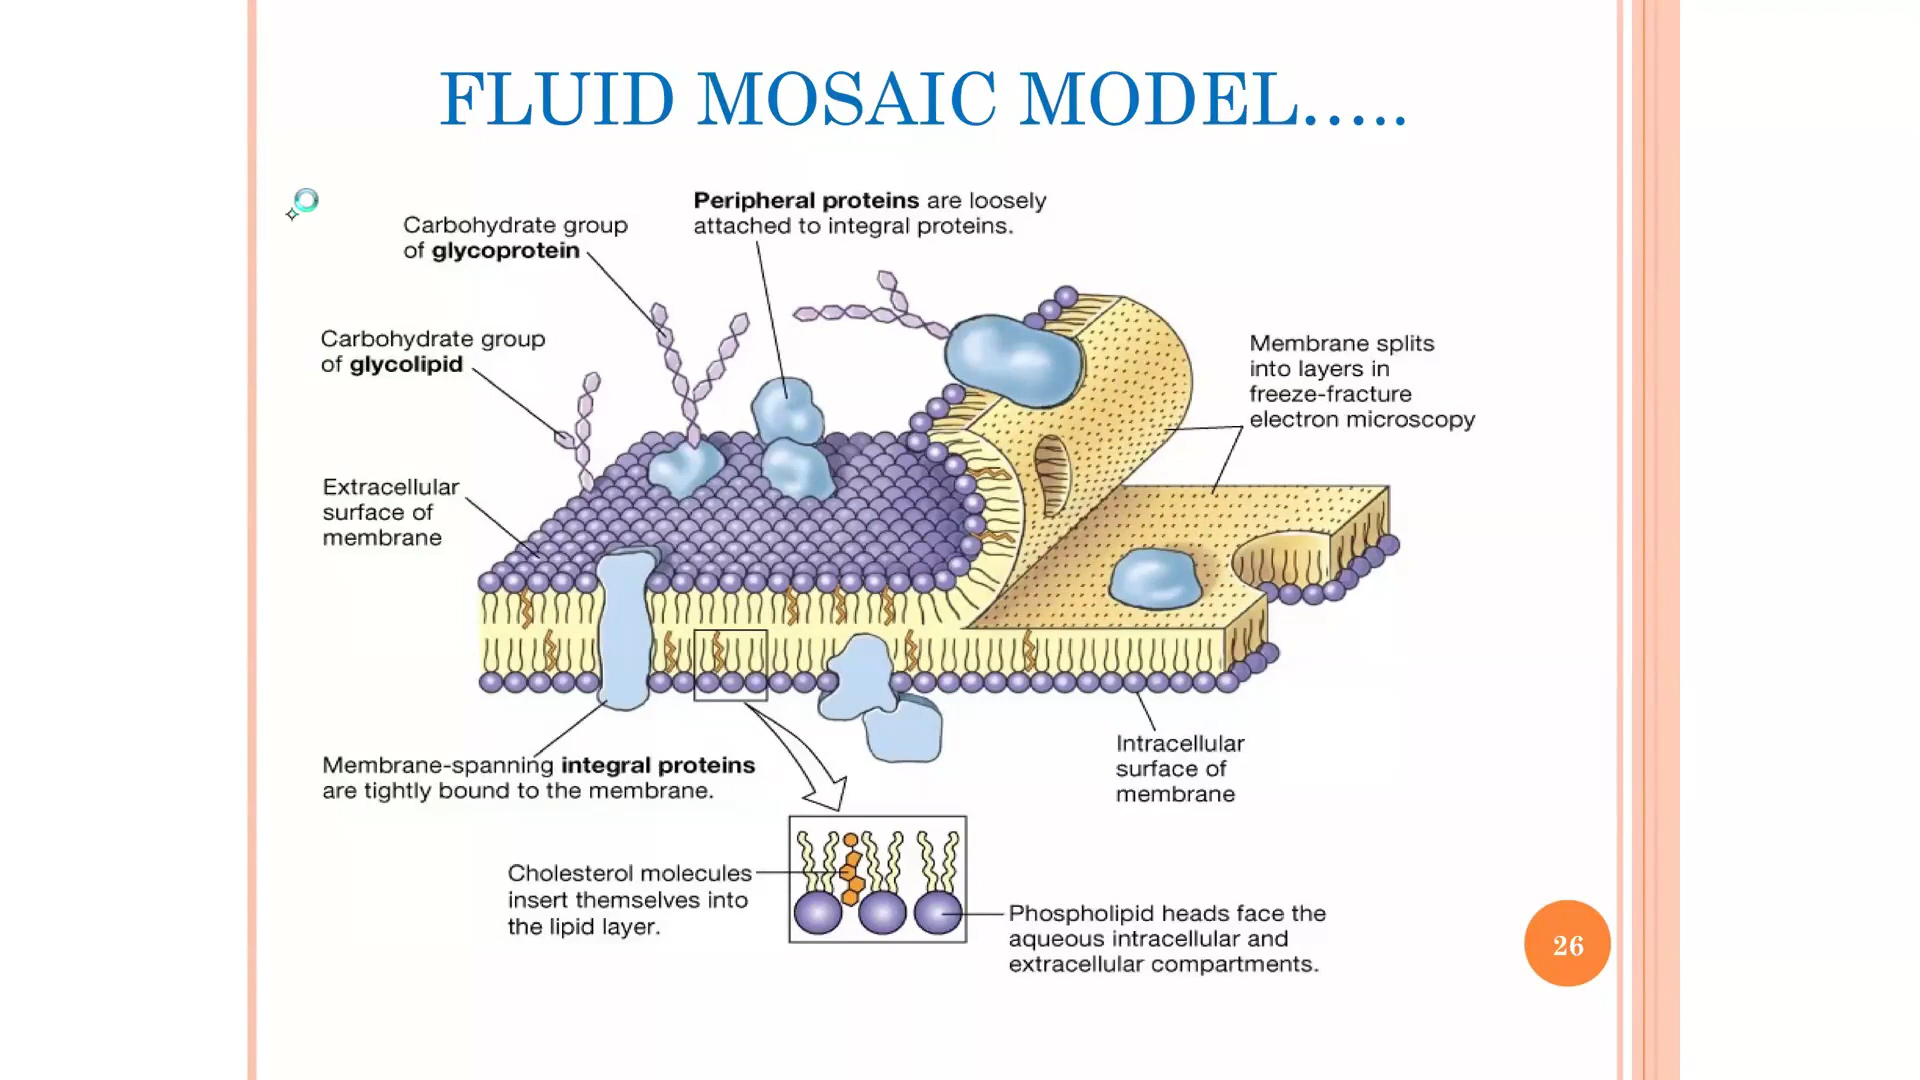 FLUID MOSAIC MODEL.....
Peripheral proteins are loosely
attached to integral proteins.
Carbohydrate group
of glycoprotein
Carbohydrate group
of glycolipid
Membrane splits
into layers in
freeze-fracture
electron microscopy
Extracellular
surface of
membrane
Membrane-spanning integral proteins
are tightly bound to the membrane.
Intracellular
surface of
membrane
Cholesterol molecules
insert themselves into
the lipid layer.
Phospholipid heads face the
aqueous intracellular and
extracellular compartments.
26